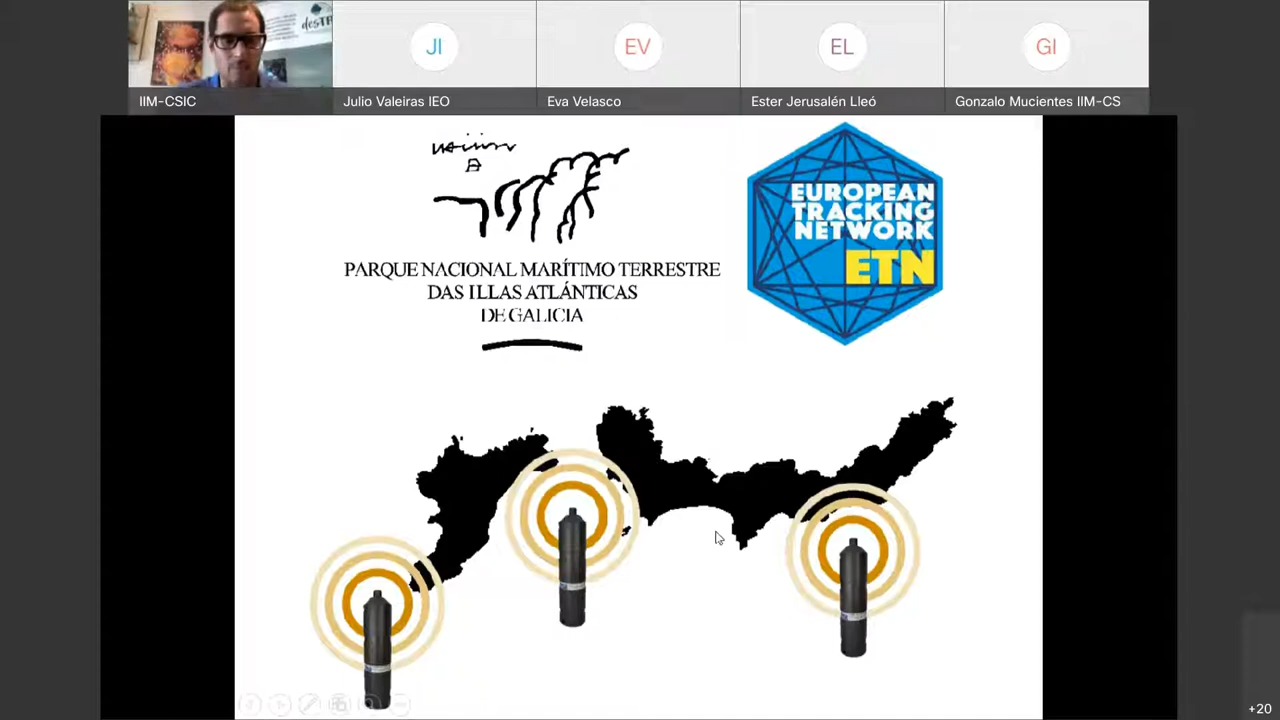 desTR
JI
EV
EL
GI
IIM-CSIC
Julio Valeiras IEO
Eva Velasco
Ester Jerusalén Lleó
Gonzalo Mucientes IIM-CS
PARQUE NACIONAL MARÍTIMO TERRESTRE
DAS ILLAS ATLÁNTICAS
DE GALICIA
EUROPEAN
TRACKING
NETWORK
ETN
+20